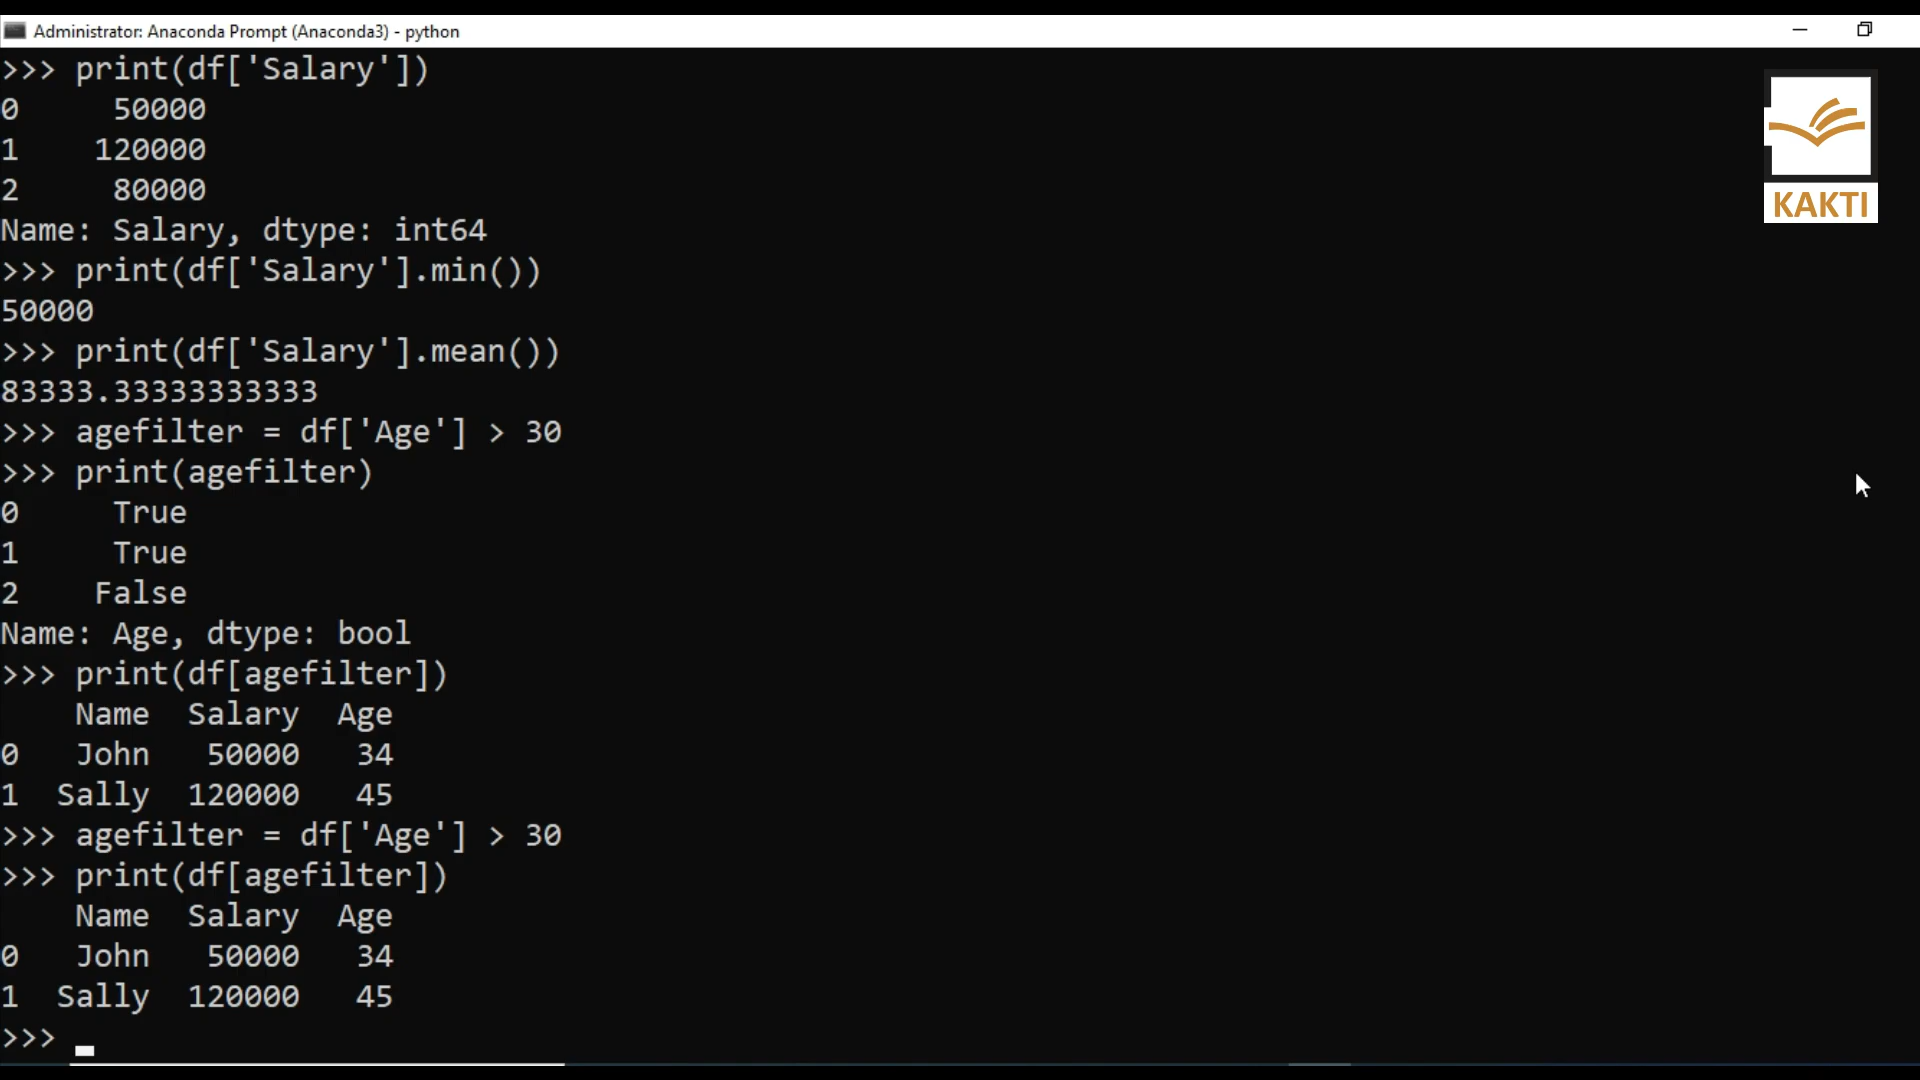 Administrator: Anaconda Prompt (Anaconda3) - python
>>> print(df['Salary'])
0     50000
1    120000
2     80000
Name: Salary, dtype: int64
>>> print(df['Salary'].min())
50000
>>> print(df['Salary'].mean())
83333.33333333333
>>> agefilter = df['Age'] > 30
>>> print(agefilter)
0     True
1     True
2    False
Name: Age, dtype: bool
>>> print(df[agefilter])
    Name  Salary  Age
0   John   50000   34
1  Sally  120000   45
>>> agefilter = df['Age'] > 30
>>> print(df[agefilter])
    Name  Salary  Age
0   John   50000   34
1  Sally  120000   45
>>>
KAKTI